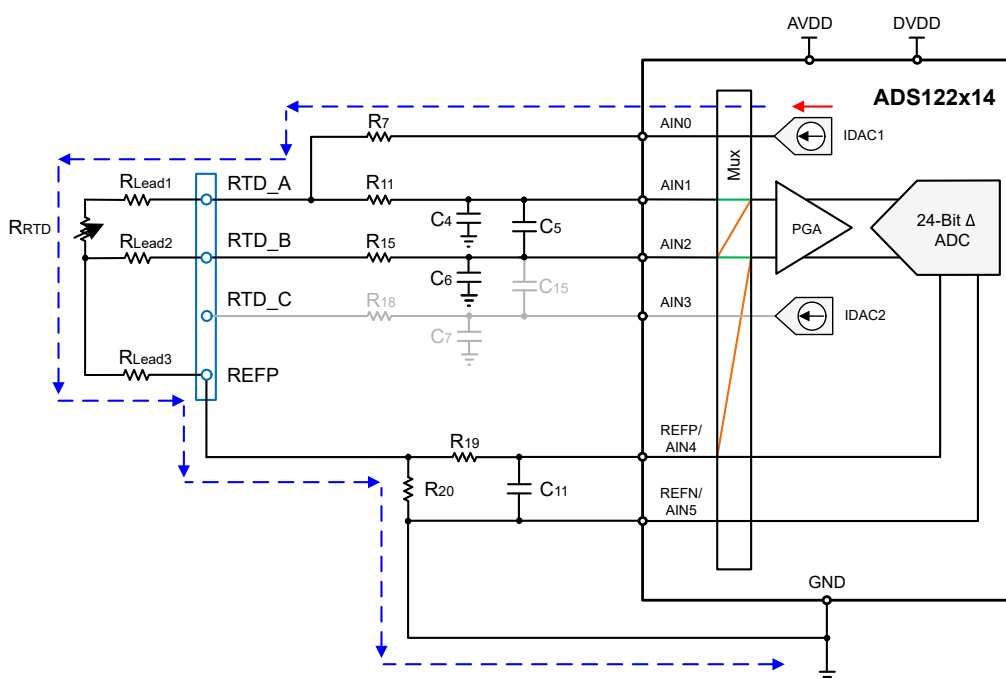 AVDD
DVDD
ADS122x14
R7
AIN0
IDAC1
Mux
RLead1
RTD_A
R11
AIN1
RRTD
C4
C5
PGA
24-Bit Δ
ADC
RLead2
RTD_B
R15
AIN2
C6
C15
RTD_C
R18
AIN3
IDAC2
C7
RLead3
REFP
R19
REFP/
AIN4
R20
C11
REFN/
AIN5
GND